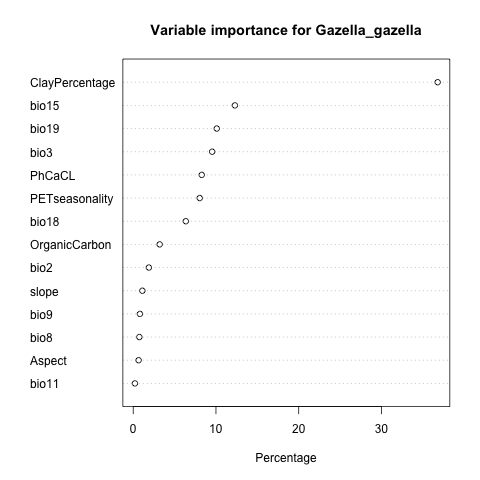 Variable importance for Gazella_gazella
ClayPercentage
bio15
bio19
bio3
PhCaCL
PETseasonality
bio18
OrganicCarbon
bio2
slope
bio9
bio8
Aspect
bio11
0 10 20 30
Percentage